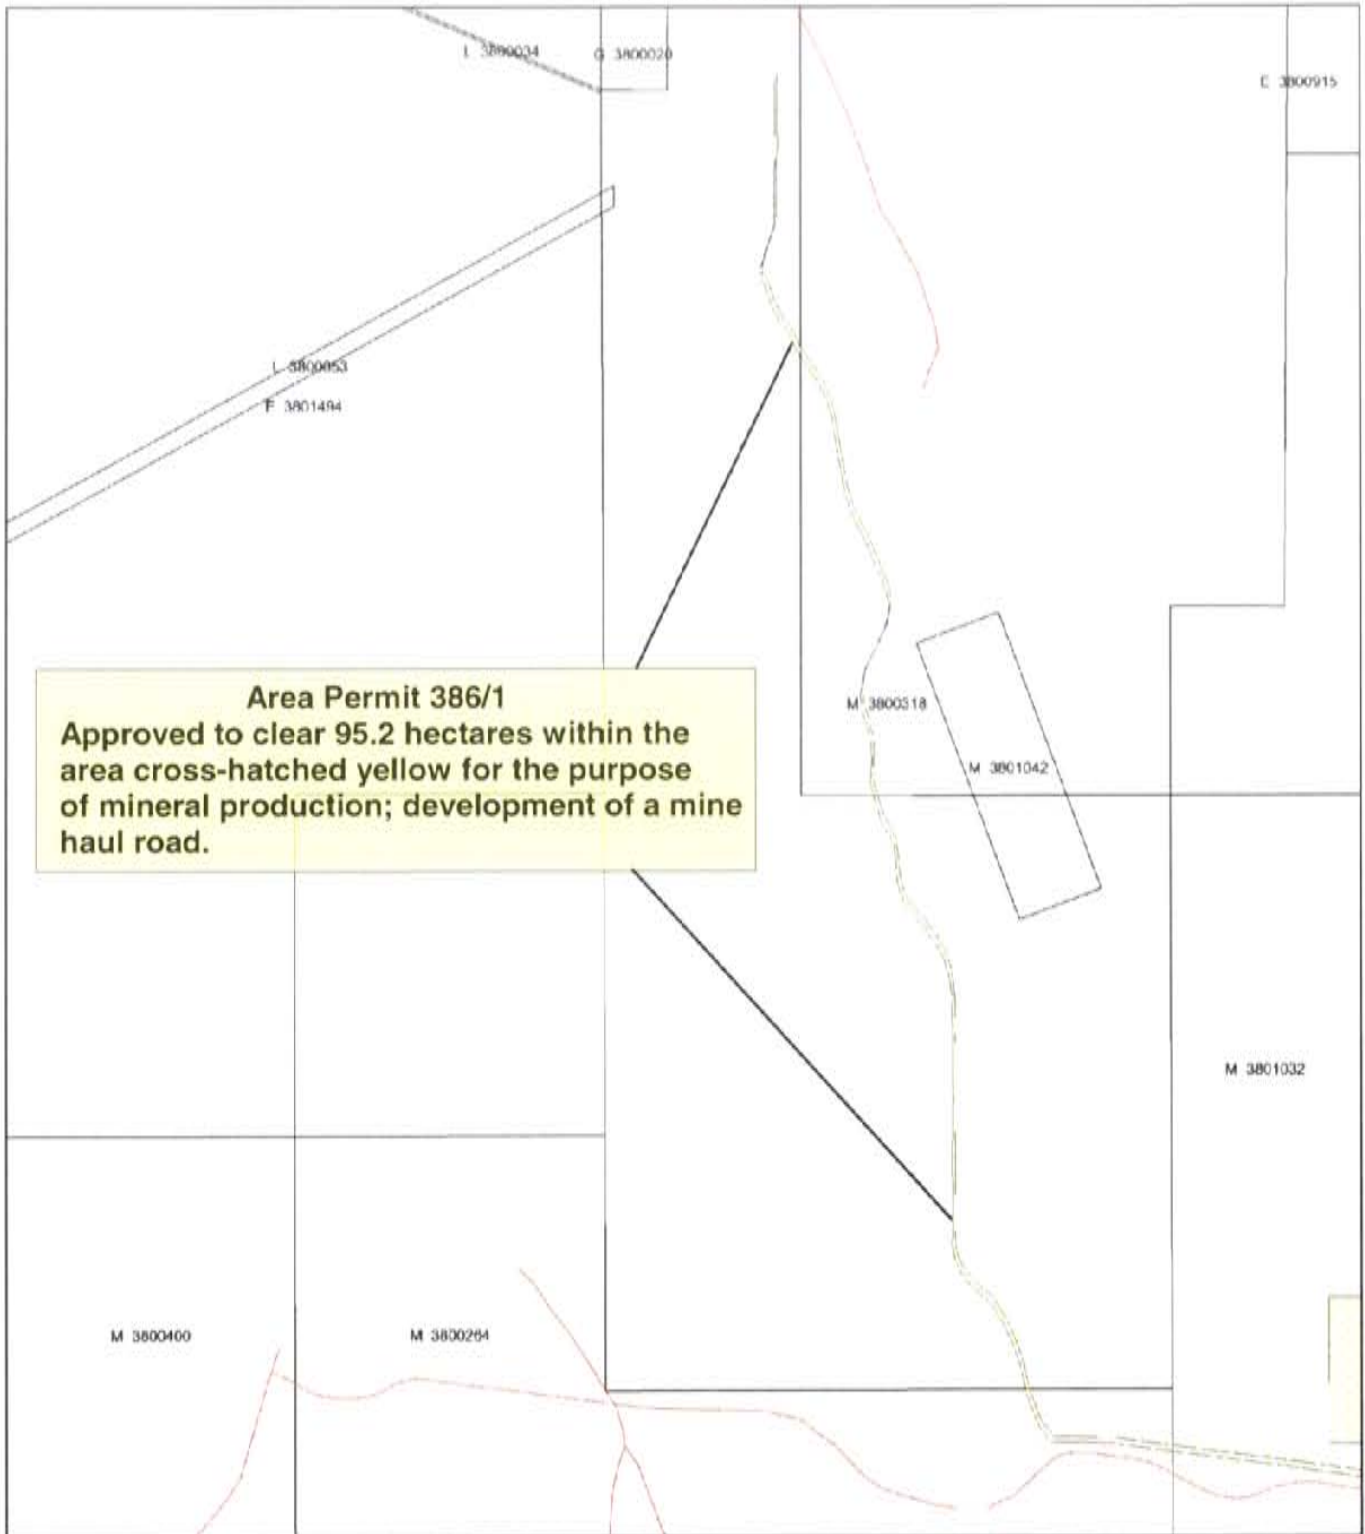 L 3800034
G 3800020
E 3800915
L 3800053
F 3801494
Area Permit 386/1
Approved to clear 95.2 hectares within the
area cross-hatched yellow for the purpose
of mineral production; development of a mine
haul road.
M 3800318
M 3801042
M 3801032
M 3800400
M 3800264